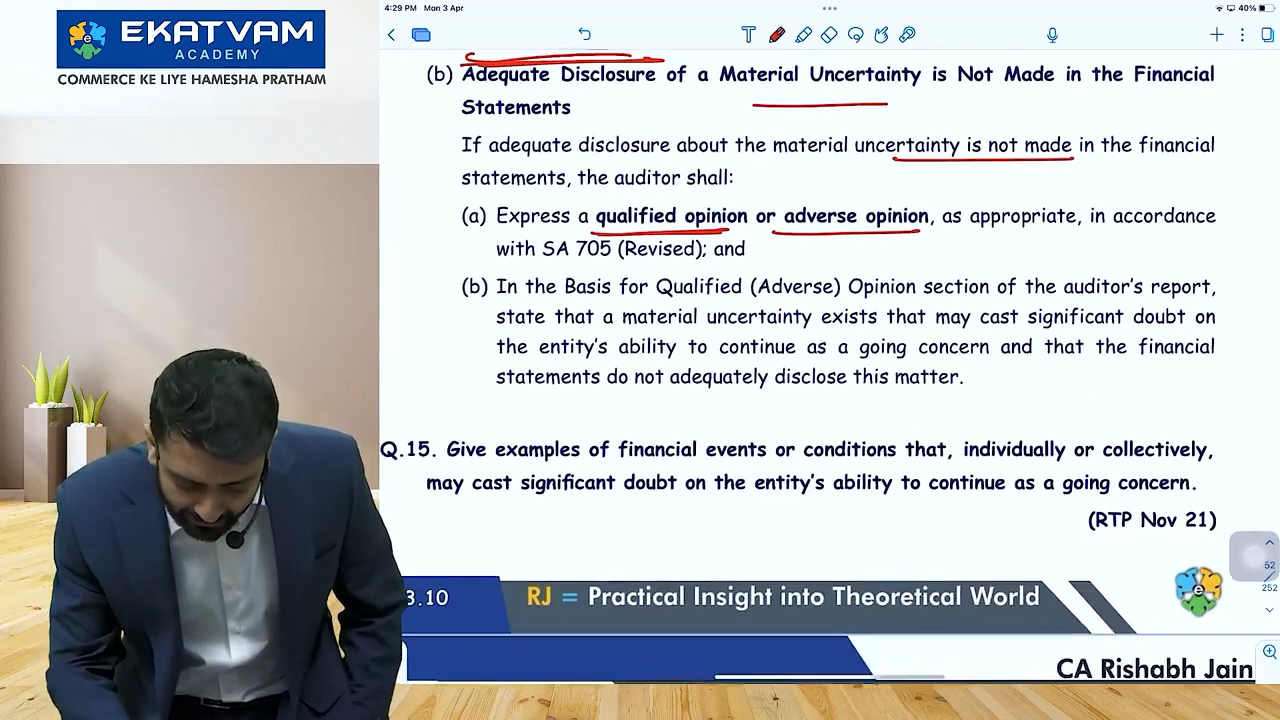 EKATVAM
ACADEMY
COMMERCE KE LIYE HAMESHA PRATHAM
4:29 PM Mon 3 Apr
40%
(b) Adequate Disclosure of a Material Uncertainty is Not Made in the Financial
Statements
If adequate disclosure about the material uncertainty is not made in the financial
statements, the auditor shall:
(a) Express a qualified opinion or adverse opinion, as appropriate, in accordance
with SA 705 (Revised); and
(b) In the Basis for Qualified (Adverse) Opinion section of the auditor's report,
state that a material uncertainty exists that may cast significant doubt on
the entity's ability to continue as a going concern and that the financial
statements do not adequately disclose this matter.
Q.15. Give examples of financial events or conditions that, individually or collectively,
may cast significant doubt on the entity's ability to continue as a going concern.
(RTP Nov 21)
52
252
3.10
RJ = Practical Insight into Theoretical World
CA Rishabh Jain